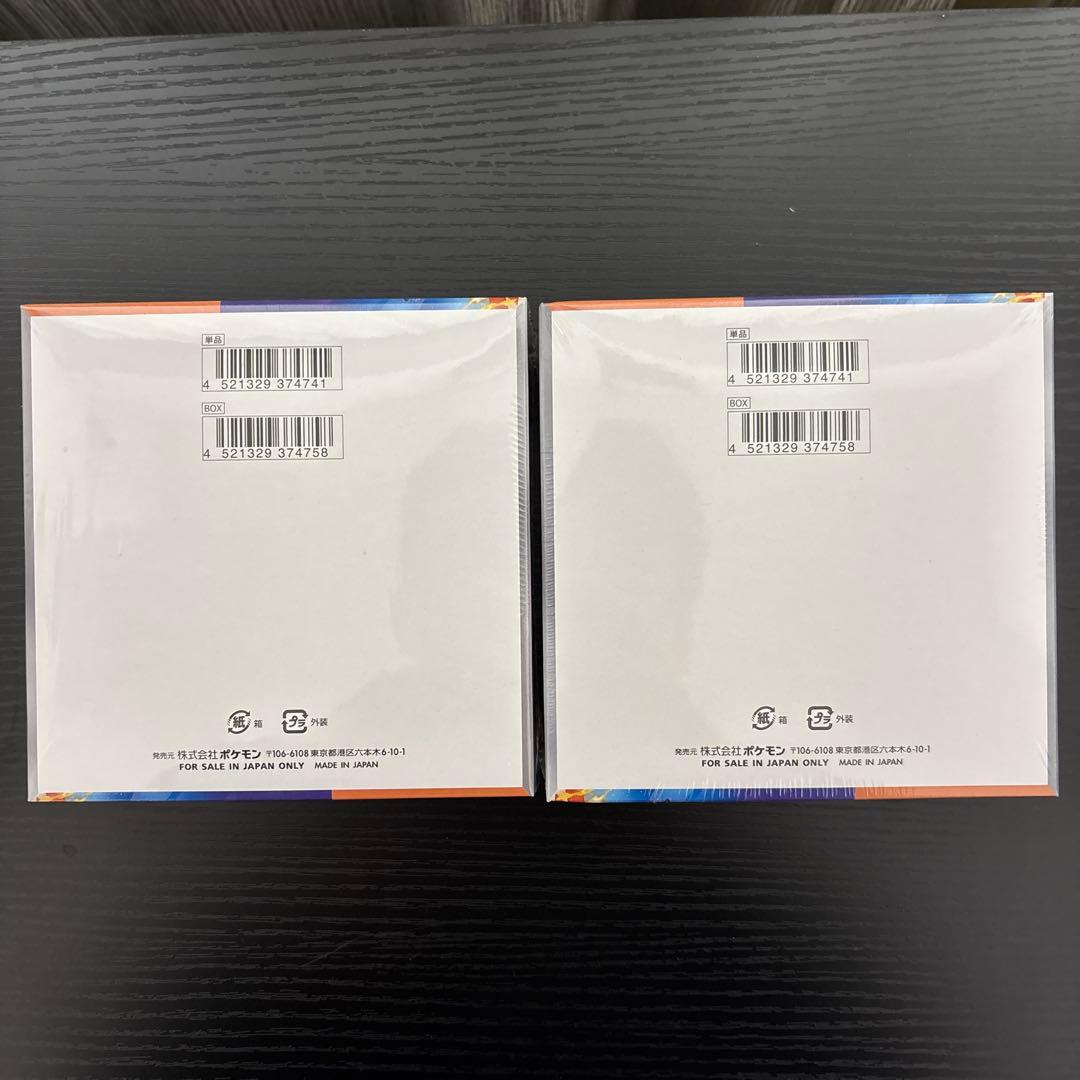 単品
4 521329 374741
BOX
4 521329 374758
紙 箱 プラ 外装
発売元 株式会社ポケモン 〒106-6108 東京都港区六本木6-10-1
FOR SALE IN JAPAN ONLY MADE IN JAPAN
単品
4 521329 374741
BOX
4 521329 374758
紙 箱 プラ 外装
発売元 株式会社ポケモン 〒106-6108 東京都港区六本木6-10-1
FOR SALE IN JAPAN ONLY MADE IN JAPAN